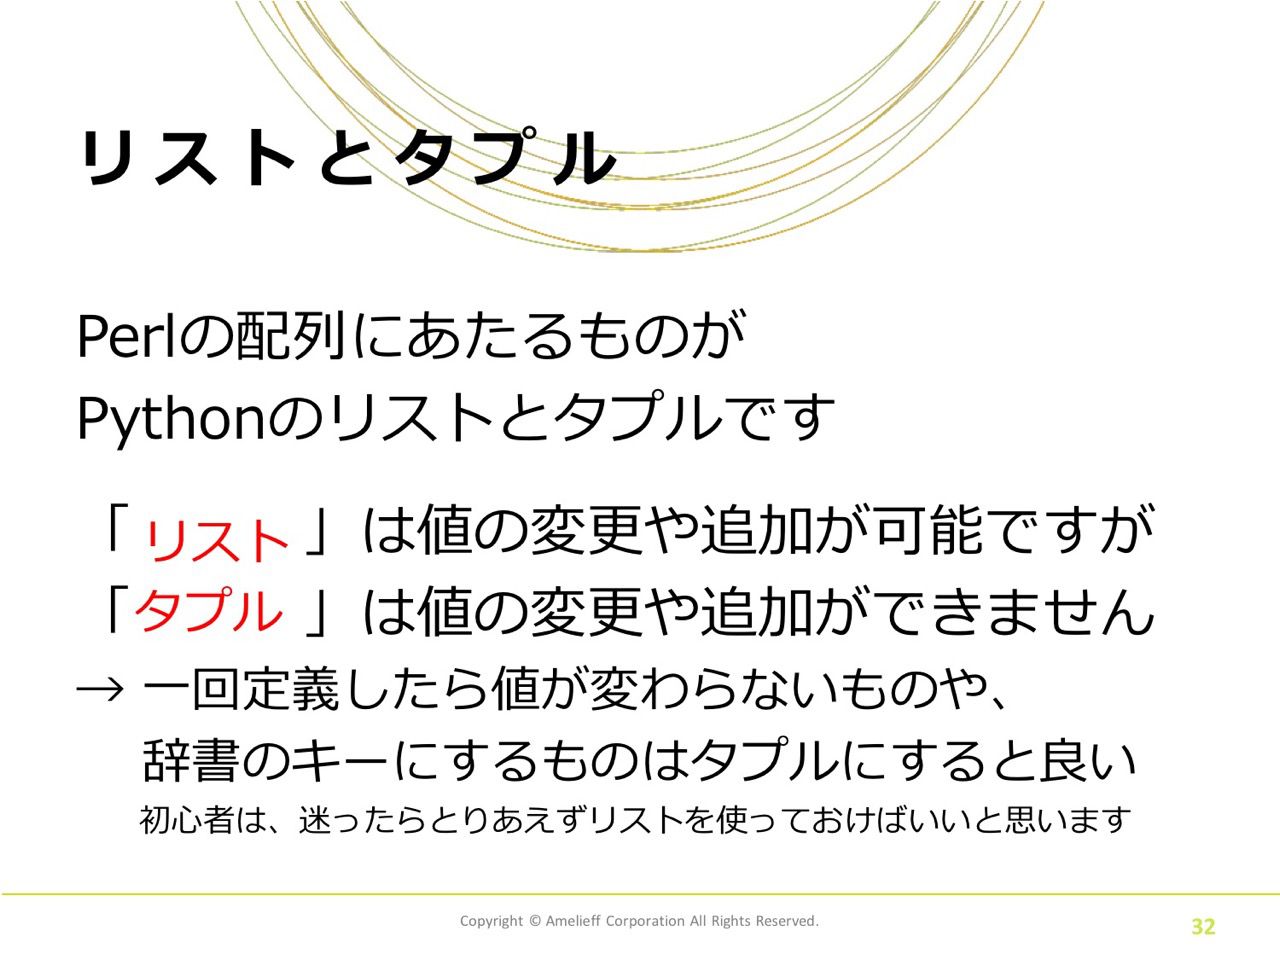 リストとタプル
Perlの配列にあたるものが
Pythonのリストとタプルです
「リスト」は値の変更や追加が可能ですが
「タプル」は値の変更や追加ができません
→ 一回定義したら値が変わらないものや、
辞書のキーにするものはタプルにすると良い
初心者は、迷ったらとりあえずリストを使っておけばいいと思います
Copyright © Amelieff Corporation All Rights Reserved.
32